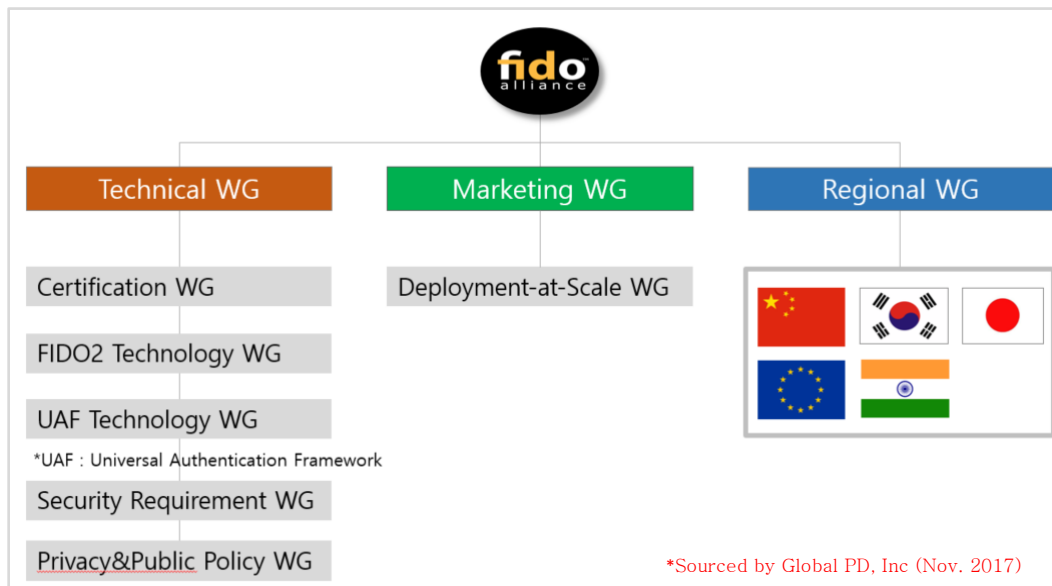 fido
alliance
Technical WG
Marketing WG
Regional WG
Certification WG
FIDO2 Technology WG
UAF Technology WG
*UAF : Universal Authentication Framework
Security Requirement WG
Privacy&Public Policy WG
Deployment-at-Scale WG
*Sourced by Global PD, Inc (Nov. 2017)